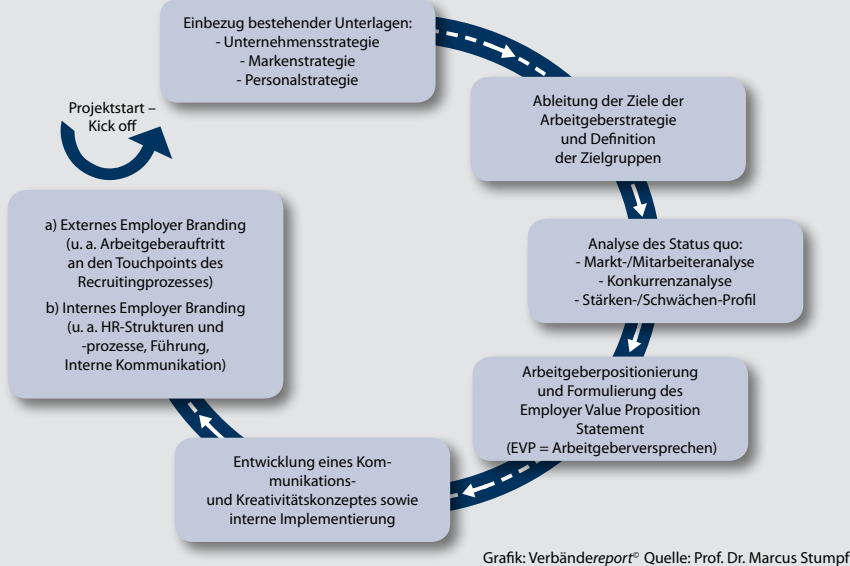 Projektstart –
Kick off
Einbezug bestehender Unterlagen:
- Unternehmensstrategie
- Markenstrategie
- Personalstrategie
Ableitung der Ziele der
Arbeitgeberstrategie
und Definition
der Zielgruppen
Analyse des Status quo:
- Markt-/Mitarbeiteranalyse
- Konkurrenzanalyse
- Stärken-/Schwächen-Profil
Arbeitgeberpositionierung
und Formulierung des
Employer Value Proposition
Statement
(EVP = Arbeitgeberversprechen)
Entwicklung eines Kom-
munikations-
und Kreativitätskonzeptes sowie
interne Implementierung
a) Externes Employer Branding
(u. a. Arbeitgeberauftritt
an den Touchpoints des
Recruitingprozesses)
b) Internes Employer Branding
(u. a. HR-Strukturen und
-prozesse, Führung,
Interne Kommunikation)
Grafik: Verbändereport© Quelle: Prof. Dr. Marcus Stumpf